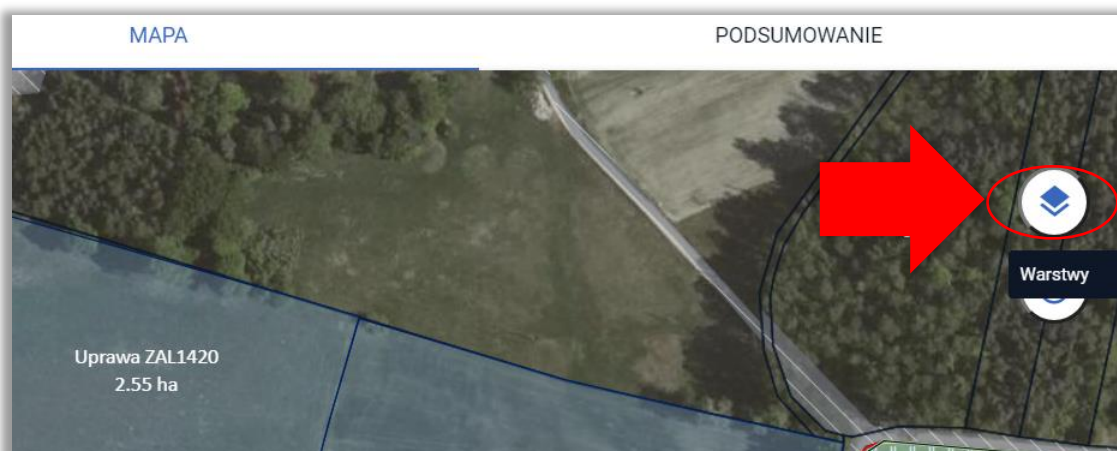 MAPA
PODSUMOWANIE
Warstwy
Uprawa ZAL1420
2.55 ha